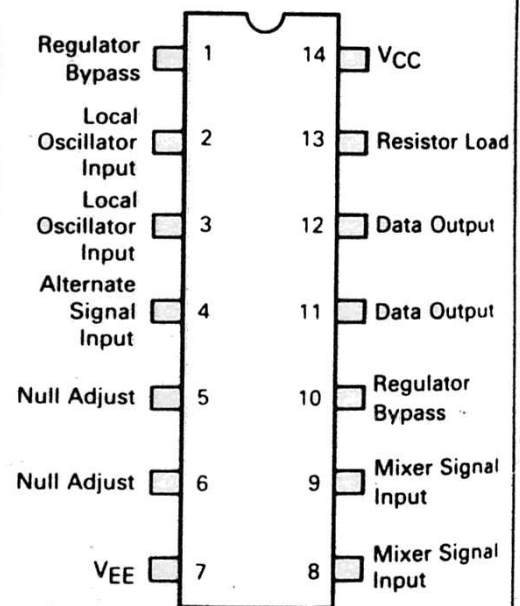 Regulator
Bypass
1
14
VCC
Local
Oscillator
Input
2
13
Resistor Load
Local
Oscillator
Input
3
12
Data Output
Alternate
Signal
Input
4
11
Data Output
Null Adjust
5
10
Regulator
Bypass
Null Adjust
6
9
Mixer Signal
Input
VEE
7
8
Mixer Signal
Input